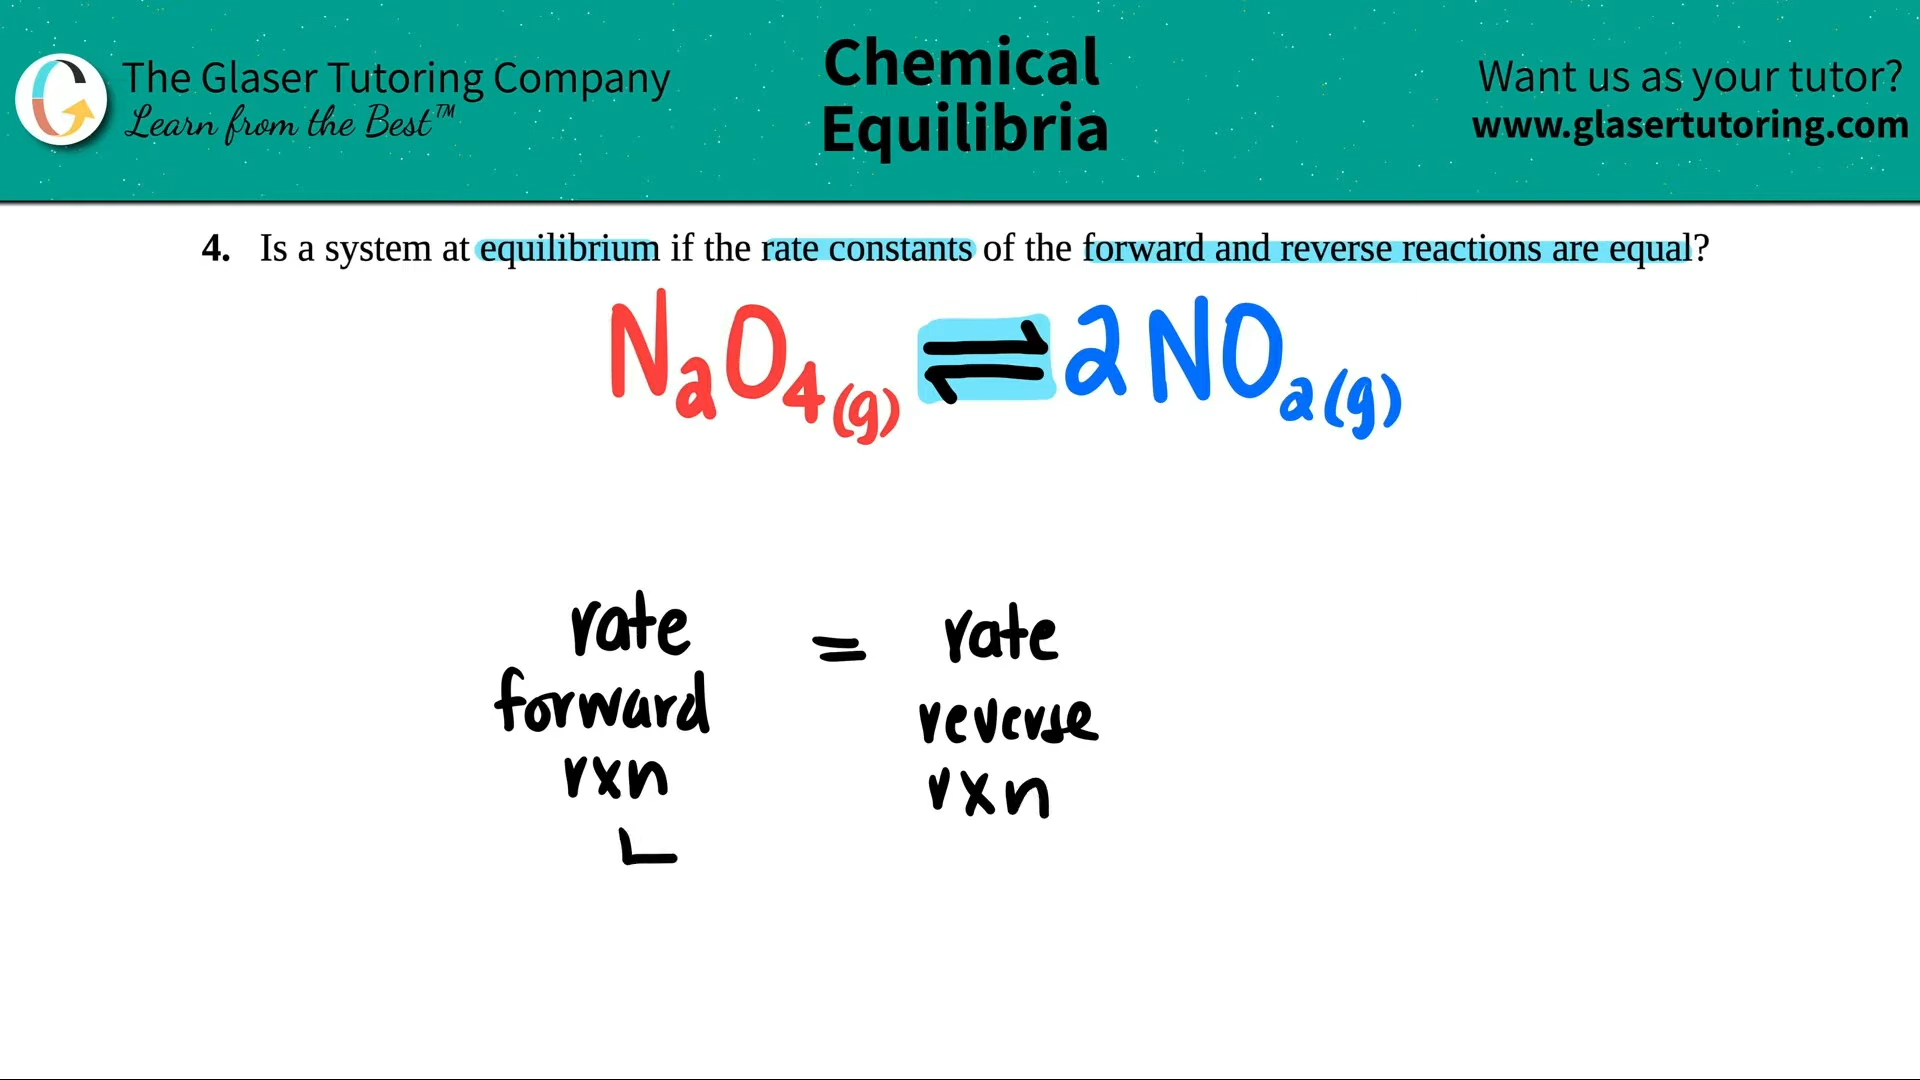 The Glaser Tutoring Company
Learn from the Best™
Chemical
Equilibria
Want us as your tutor?
www.glasertutoring.com
4. Is a system at equilibrium if the rate constants of the forward and reverse reactions are equal?
N₂O₄(g) ⇌ 2NO₂(g)
rate = rate
forward reverse
rxn rxn